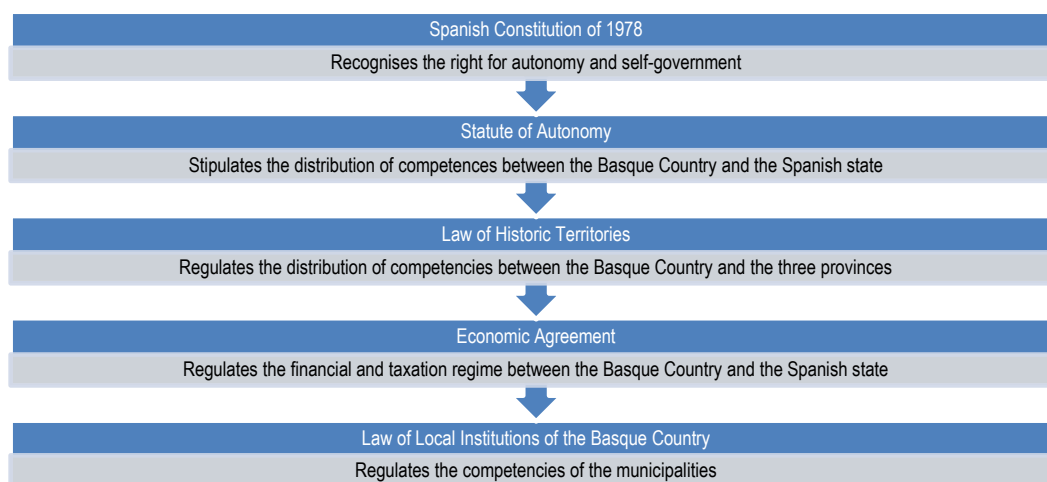 Spanish Constitution of 1978
Recognises the right for autonomy and self-government
Statute of Autonomy
Stipulates the distribution of competences between the Basque Country and the Spanish state
Law of Historic Territories
Regulates the distribution of competencies between the Basque Country and the three provinces
Economic Agreement
Regulates the financial and taxation regime between the Basque Country and the Spanish state
Law of Local Institutions of the Basque Country
Regulates the competencies of the municipalities